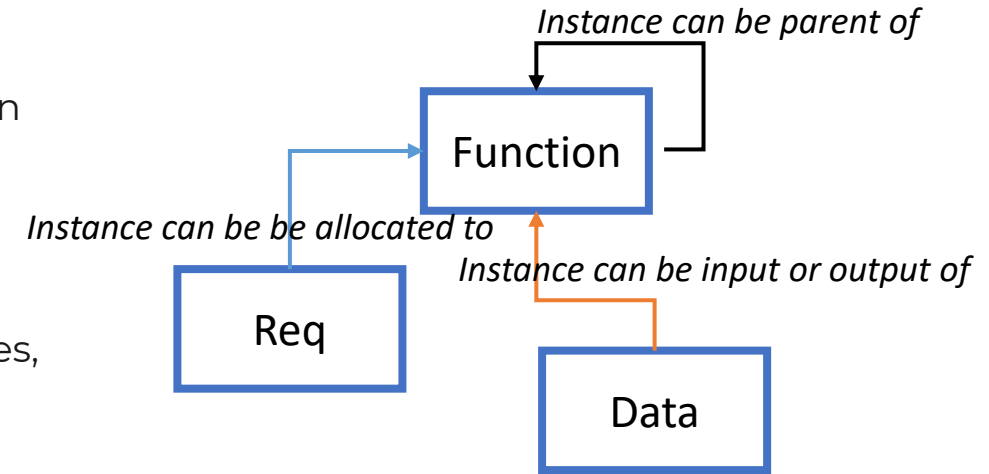 Instance can be parent of
n
Function
Instance can be be allocated to
Instance can be input or output of
Req
es,
Data